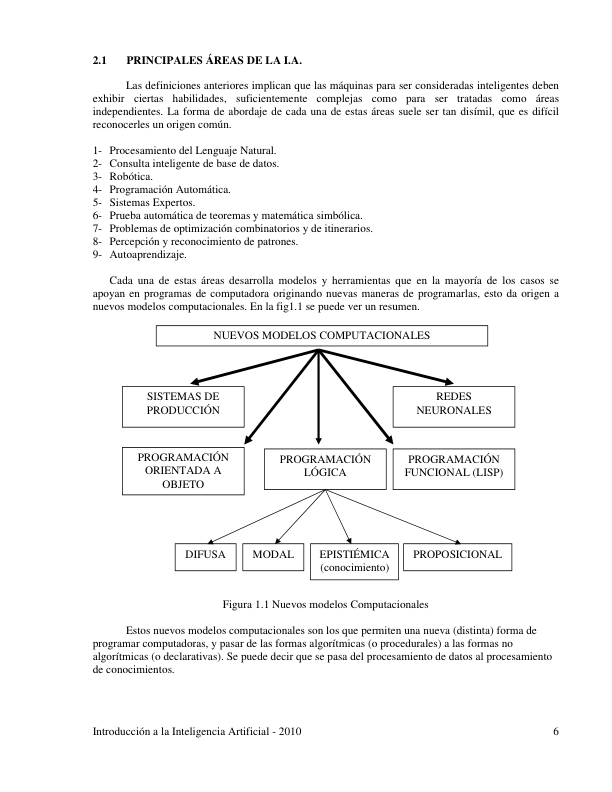 2.1 PRINCIPALES ÁREAS DE LA I.A.
Las definiciones anteriores implican que las máquinas para ser consideradas inteligentes deben
exhibir ciertas habilidades, suficientemente complejas como para ser tratadas como áreas
independientes. La forma de abordaje de cada una de estas áreas suele ser tan disímil, que es difícil
reconocerles un origen común.
1- Procesamiento del Lenguaje Natural.
2- Consulta inteligente de base de datos.
3- Robótica.
4- Programación Automática.
5- Sistemas Expertos.
6- Prueba automática de teoremas y matemática simbólica.
7- Problemas de optimización combinatorios y de itinerarios.
8- Percepción y reconocimiento de patrones.
9- Autoaprendizaje.
Cada una de estas áreas desarrolla modelos y herramientas que en la mayoría de los casos se
apoyan en programas de computadora originando nuevas maneras de programarlas, esto da origen a
nuevos modelos computacionales. En la fig1.1 se puede ver un resumen.
NUEVOS MODELOS COMPUTACIONALES
SISTEMAS DE
PRODUCCIÓN
REDES
NEURONALES
PROGRAMACIÓN
ORIENTADA A
OBJETO
PROGRAMACIÓN
LÓGICA
PROGRAMACIÓN
FUNCIONAL (LISP)
DIFUSA
MODAL
EPISTIÉMICA
(conocimiento)
PROPOSICIONAL
Figura 1.1 Nuevos modelos Computacionales
Estos nuevos modelos computacionales son los que permiten una nueva (distinta) forma de
programar computadoras, y pasar de las formas algorítmicas (o procedurales) a las formas no
algorítmicas (o declarativas). Se puede decir que se pasa del procesamiento de datos al procesamiento
de conocimientos.
Introducción a la Inteligencia Artificial - 2010 6